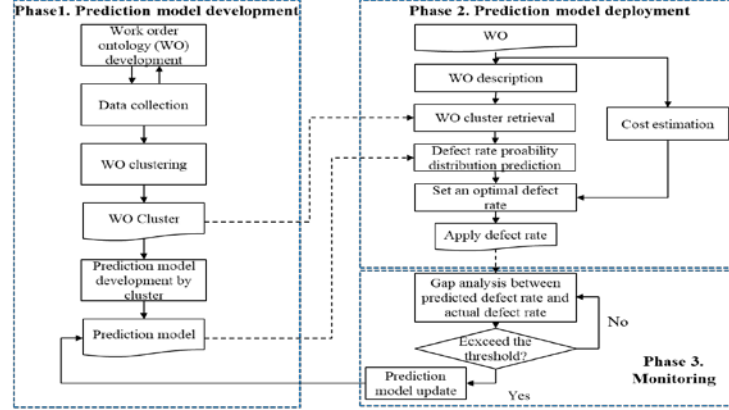 Phase1. Prediction model development
Work order
ontology (WO)
development
Data collection
WO clustering
WO Cluster
Prediction model
development by
cluster
Prediction model
Phase 2. Prediction model deployment
WO
WO description
WO cluster retrieval
Defect rate proability
distribution prediction
Set an optimal defect
rate
Apply defect rate
Cost estimation
Gap analysis between
predicted defect rate and
actual defect rate
No
Ecxceed the
threshold?
Yes
Prediction
model update
Phase 3.
Monitoring